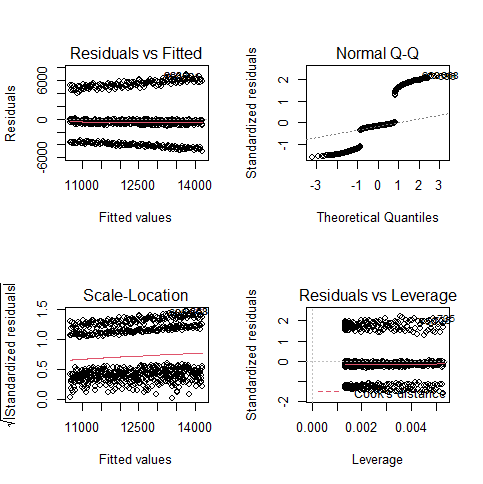 Residuals vs Fitted
Residuals
-6000
0
6000
11000
12500
14000
Fitted values
Normal Q-Q
Standardized residuals
-1
0
1
2
-3
-1
0
1
2
3
Theoretical Quantiles
Scale-Location
√|Standardized residuals|
0.0
0.5
1.0
1.5
11000
12500
14000
Fitted values
Residuals vs Leverage
Standardized residuals
-2
0
1
2
Cook's distance
0.000
0.002
0.004
Leverage